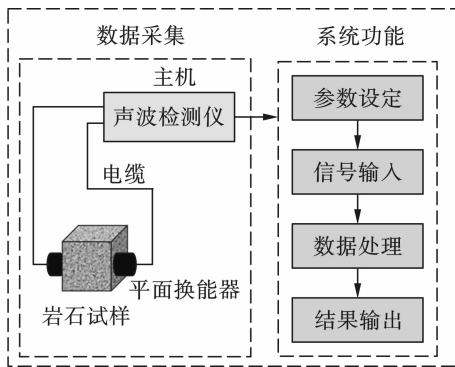 数据采集
系统功能
主机
声波检测仪
电缆
平面换能器
岩石试样
参数设定
信号输入
数据处理
结果输出